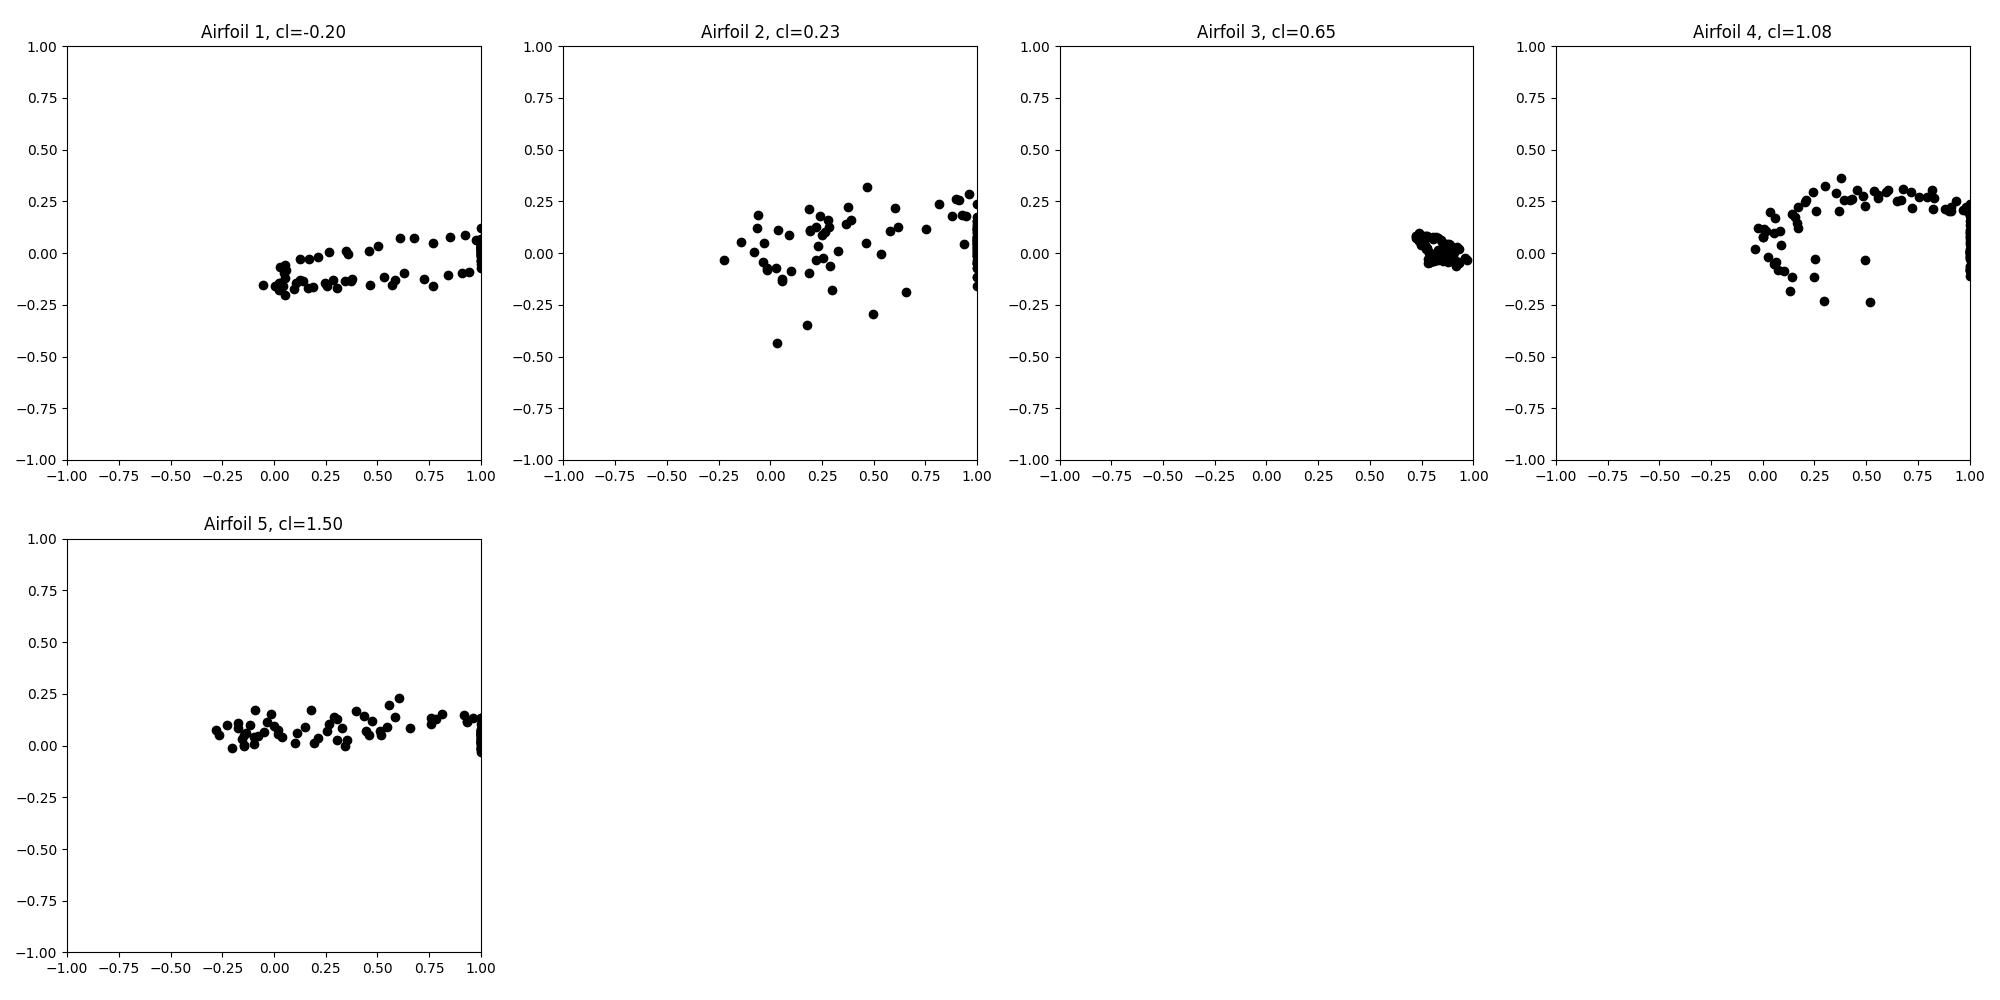 Airfoil 1, cl=-0.20
Airfoil 2, cl=0.23
Airfoil 3, cl=0.65
Airfoil 4, cl=1.08
1.00 1.00 1.00 1.00
0.75 0.75 0.75 0.75
0.50 0.50 0.50 0.50
0.25 0.25 0.25 0.25
0.00 0.00 0.00 0.00
−0.25 −0.25 −0.25 −0.25
−0.50 −0.50 −0.50 −0.50
−0.75 −0.75 −0.75 −0.75
−1.00 −1.00 −1.00 −1.00
−1.00 −0.75 −0.50 −0.25 0.00 0.25 0.50 0.75 1.00
−1.00 −0.75 −0.50 −0.25 0.00 0.25 0.50 0.75 1.00
−1.00 −0.75 −0.50 −0.25 0.00 0.25 0.50 0.75 1.00
−1.00 −0.75 −0.50 −0.25 0.00 0.25 0.50 0.75 1.00
Airfoil 5, cl=1.50
1.00
0.75
0.50
0.25
0.00
−0.25
−0.50
−0.75
−1.00
−1.00 −0.75 −0.50 −0.25 0.00 0.25 0.50 0.75 1.00